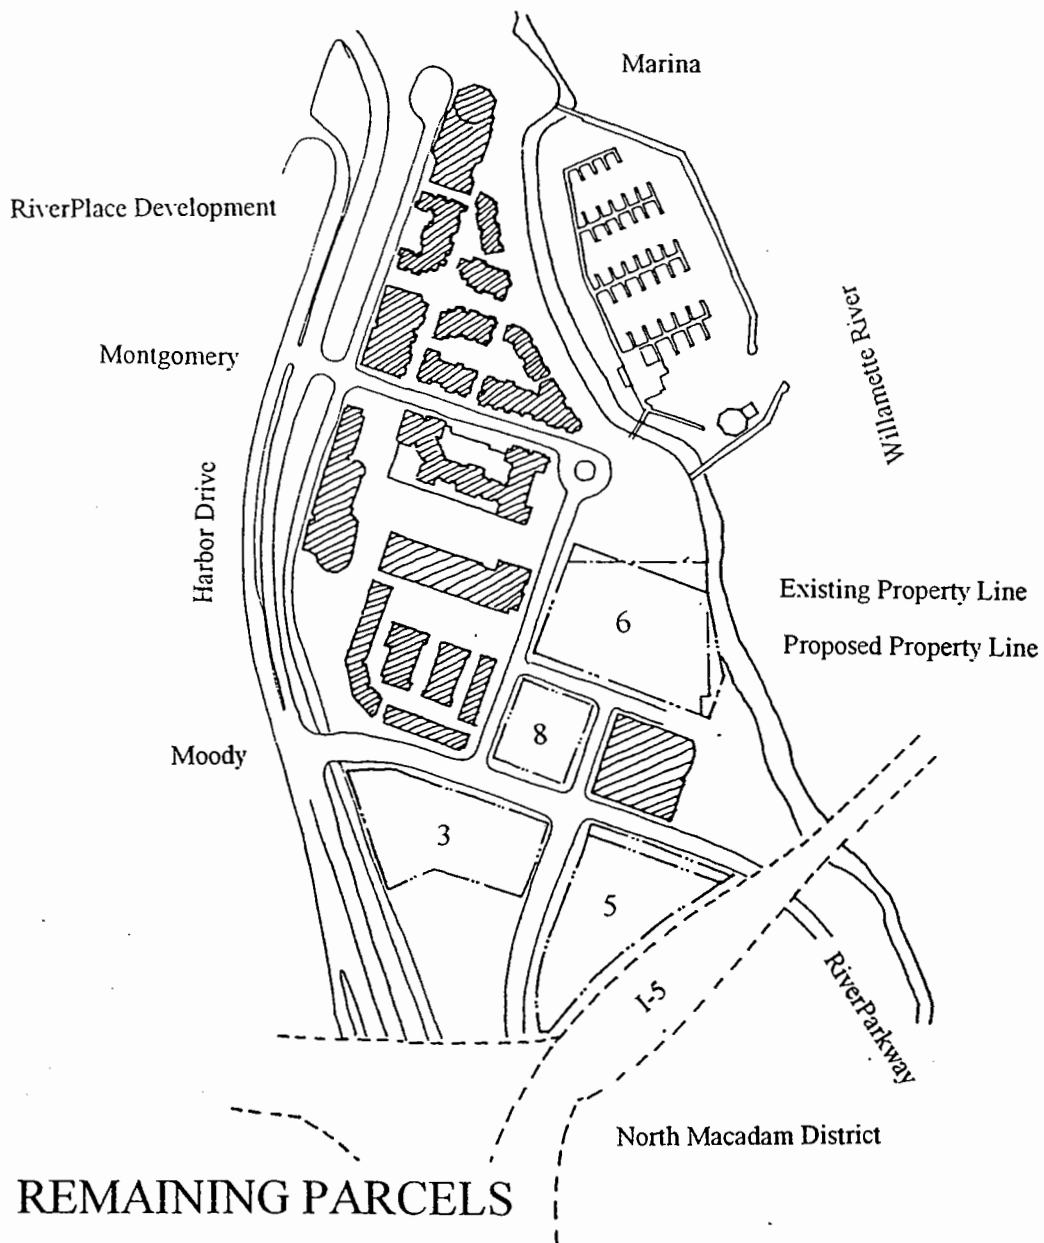 Marina
RiverPlace Development
Willamette River
Montgomery
Harbor Drive
Existing Property Line
6
Proposed Property Line
8
Moody
3
5
I-5
RiverParkway
North Macadam District
REMAINING PARCELS